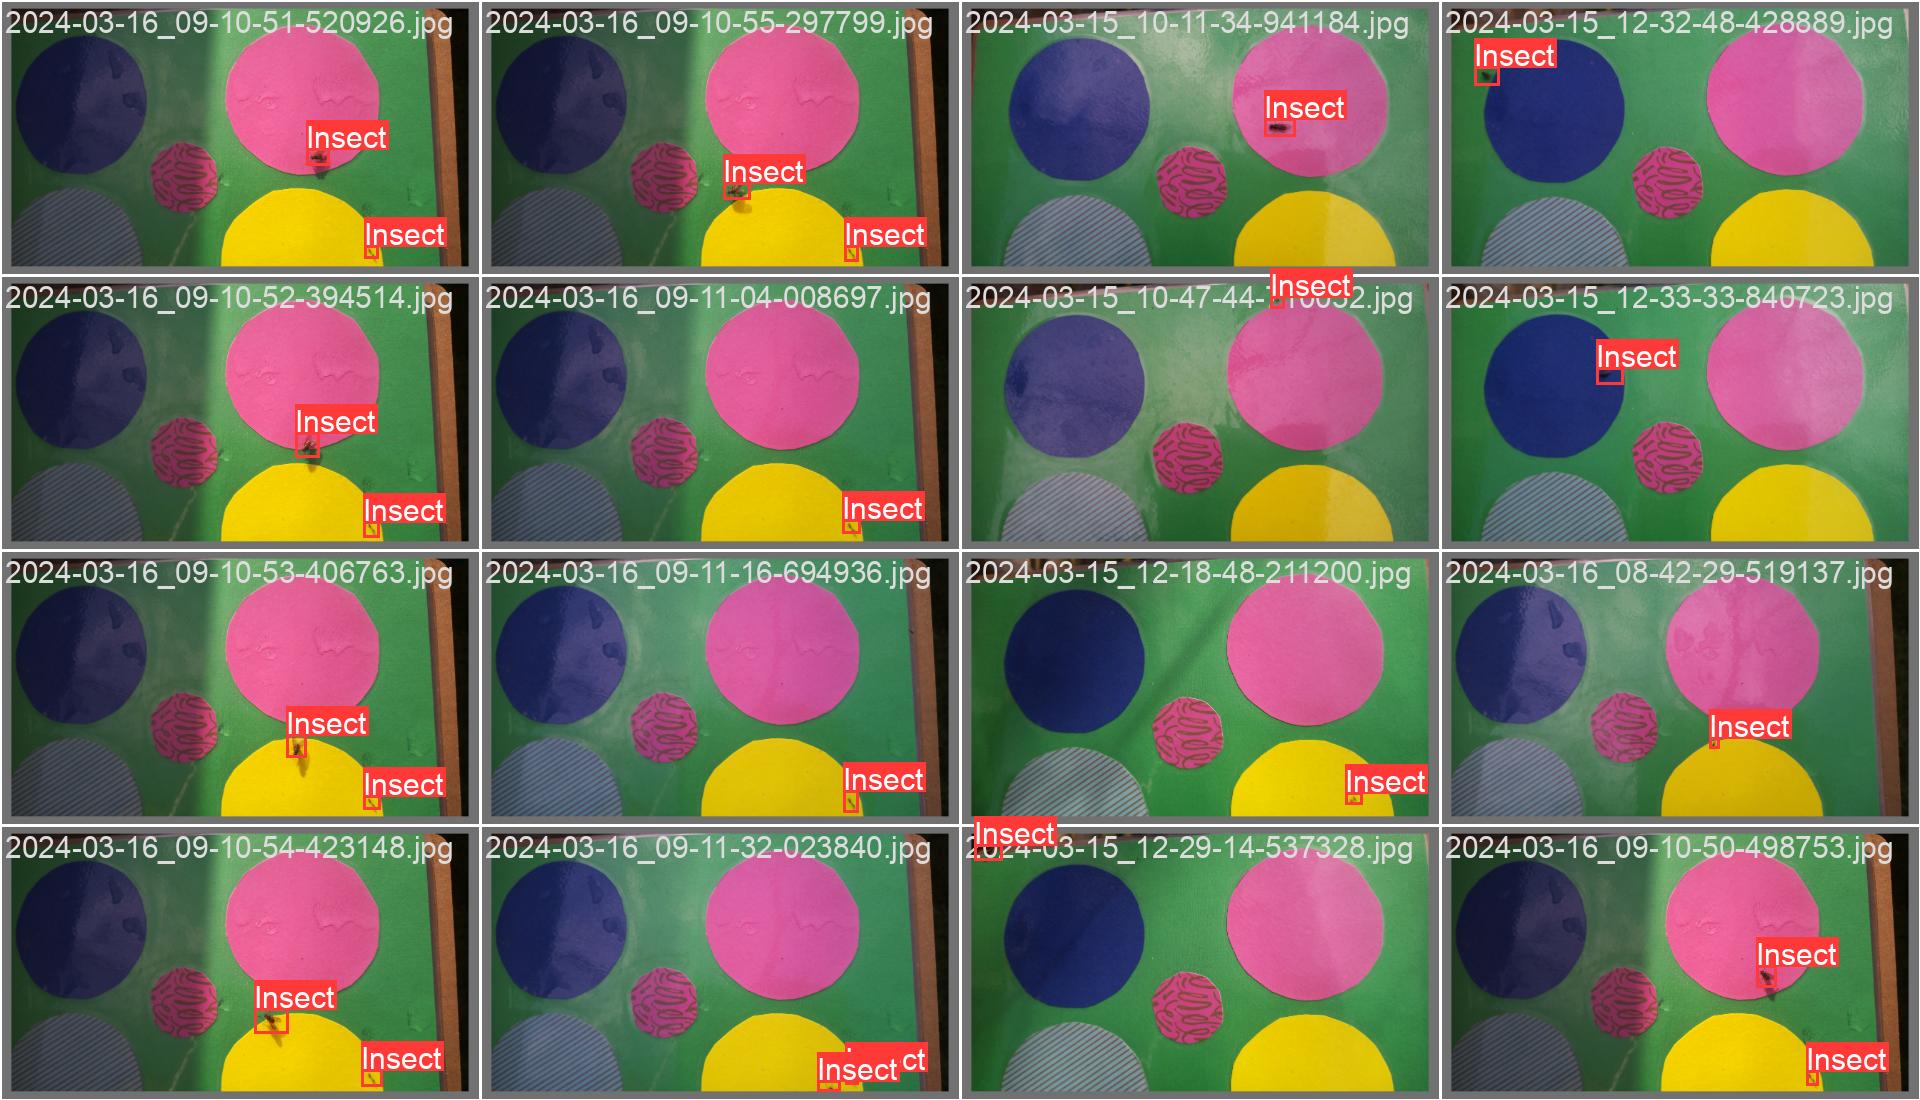 2024-03-16_09-10-51-520926.jpg
Insect
Insect
2024-03-16_09-10-55-297799.jpg
Insect
Insect
2024-03-15_10-11-34-941184.jpg
Insect
2024-03-15_12-32-48-428889.jpg
Insect
2024-03-16_09-10-52-394514.jpg
Insect
Insect
2024-03-16_09-11-04-008697.jpg
Insect
Insect
2024-03-15_12-33-33-840723.jpg
Insect
2024-03-16_09-10-53-406763.jpg
Insect
Insect
2024-03-16_09-11-16-694936.jpg
Insect
2024-03-15_12-18-48-211200.jpg
Insect
2024-03-16_08-42-29-519137.jpg
Insect
2024-03-16_09-10-54-423148.jpg
Insect
Insect
2024-03-16_09-11-32-023840.jpg
Insect
Insect
2024-03-16_09-10-50-498753.jpg
Insect
Insect